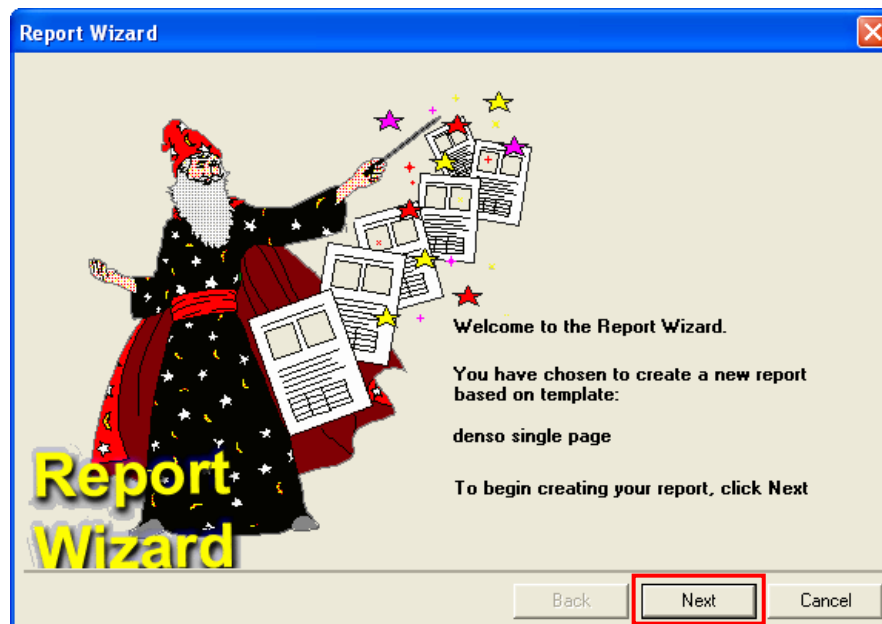 Report Wizard
Welcome to the Report Wizard.
You have chosen to create a new report
based on template:
denso single page
To begin creating your report, click Next
Report
Wizard
Back
Next
Cancel